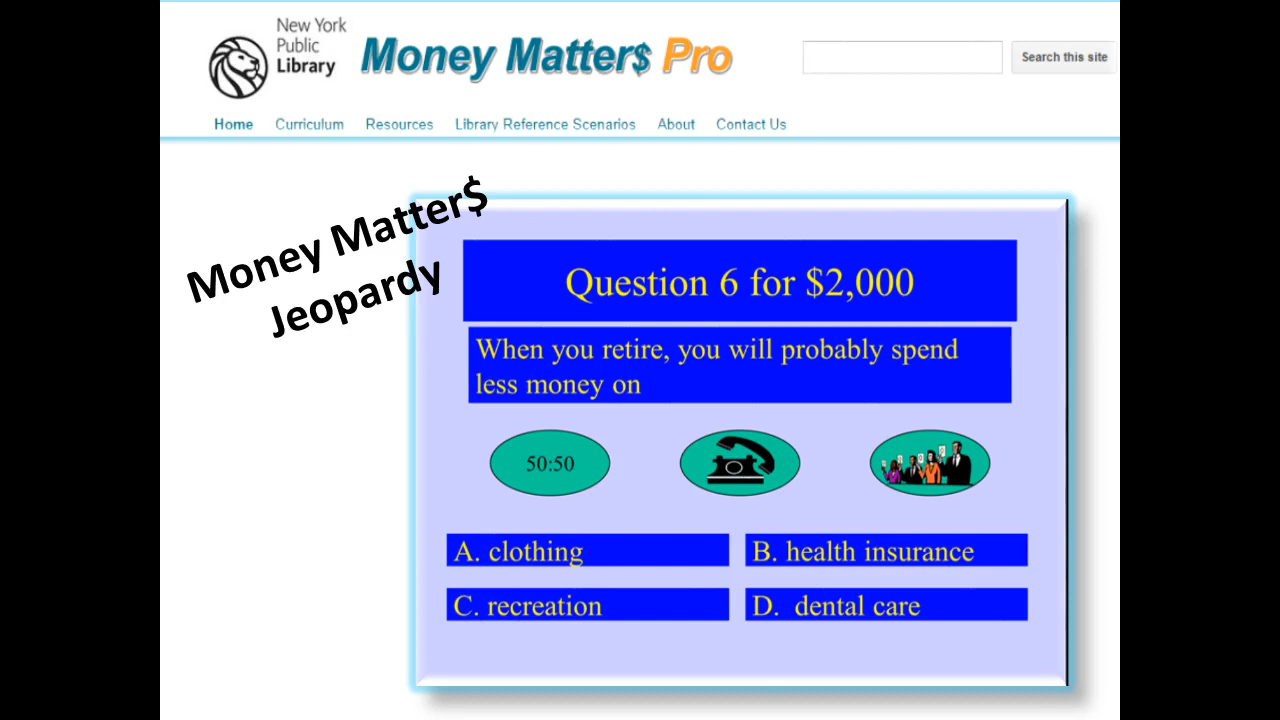 New York
Public
Library
Money Matter$ Pro
Search this site
Home Curriculum Resources Library Reference Scenarios About Contact Us
Money Matter$
Jeopardy
Question 6 for $2,000
When you retire, you will probably spend
less money on
50:50
A. clothing
B. health insurance
C. recreation
D. dental care